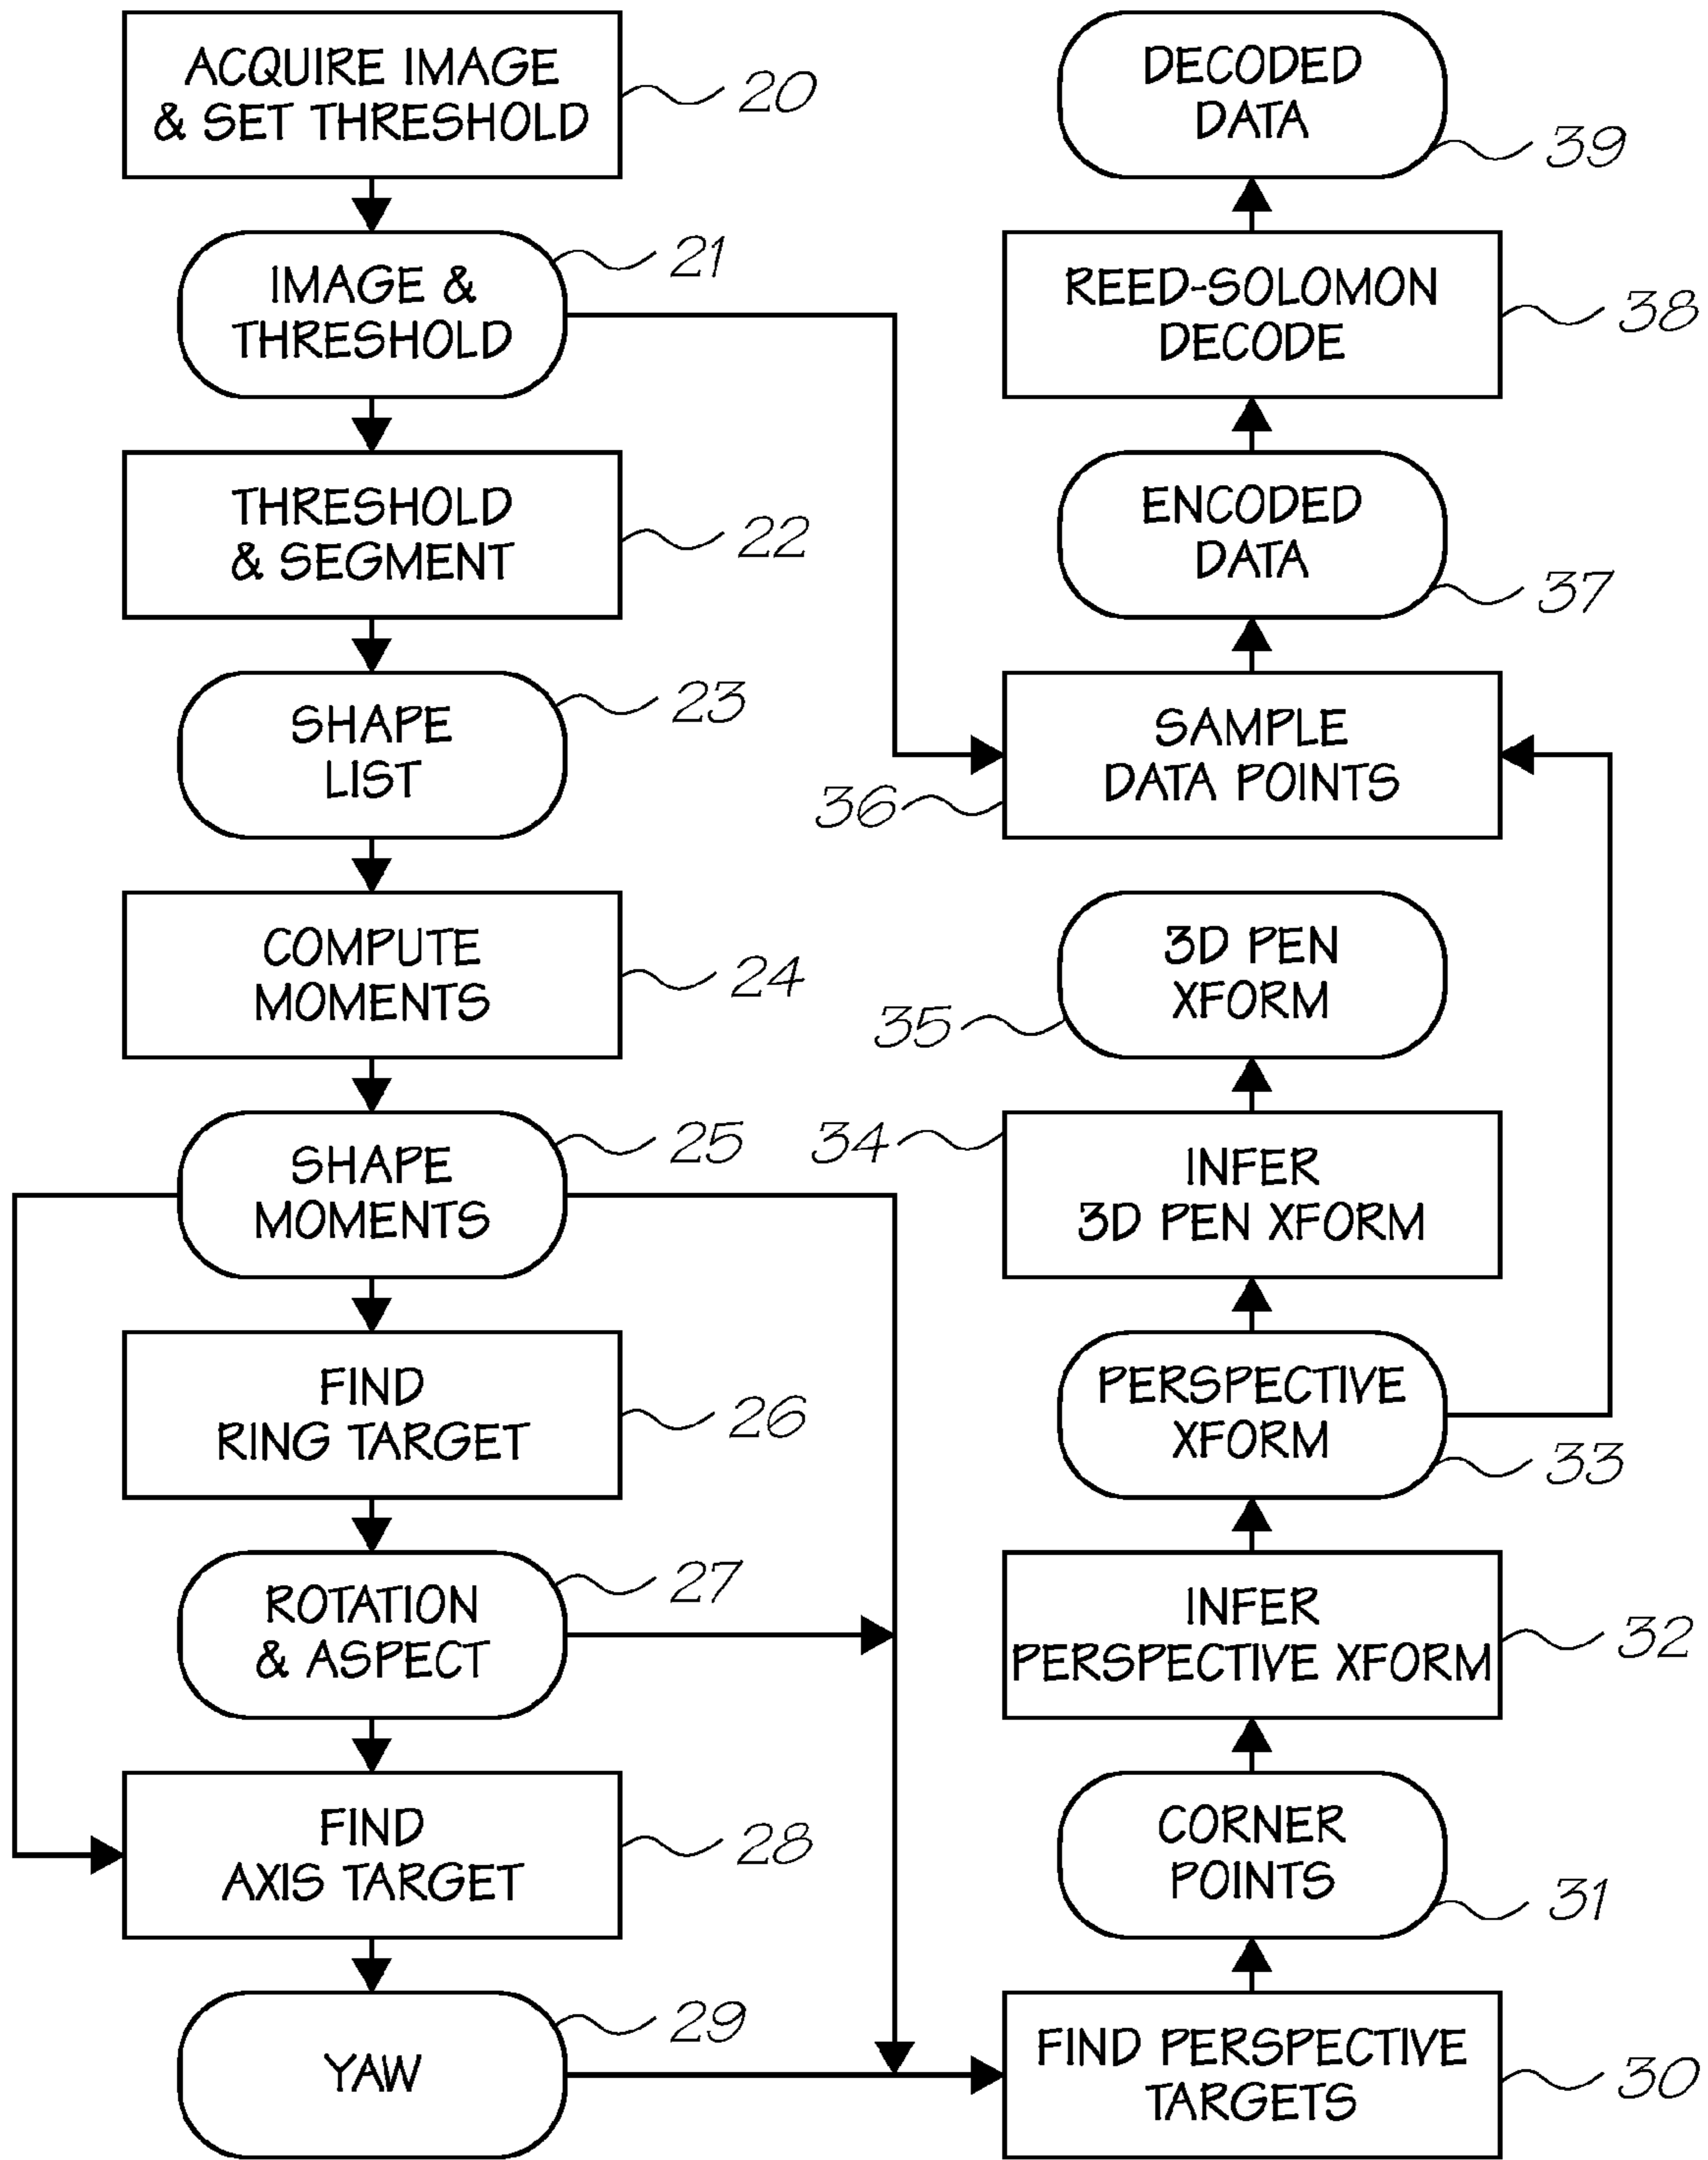 ACQUIRE IMAGE
& SET THRESHOLD
20
IMAGE &
THRESHOLD
21
THRESHOLD
& SEGMENT
22
SHAPE
LIST
23
COMPUTE
MOMENTS
24
SHAPE
MOMENTS
25
FIND
RING TARGET
26
ROTATION
& ASPECT
27
FIND
AXIS TARGET
28
YAW
29
DECODED
DATA
39
REED-SOLOMON
DECODE
38
ENCODED
DATA
37
SAMPLE
DATA POINTS
36
3D PEN
XFORM
35
34
INFER
3D PEN XFORM
PERSPECTIVE
XFORM
33
INFER
PERSPECTIVE XFORM
32
CORNER
POINTS
31
FIND PERSPECTIVE
TARGETS
30